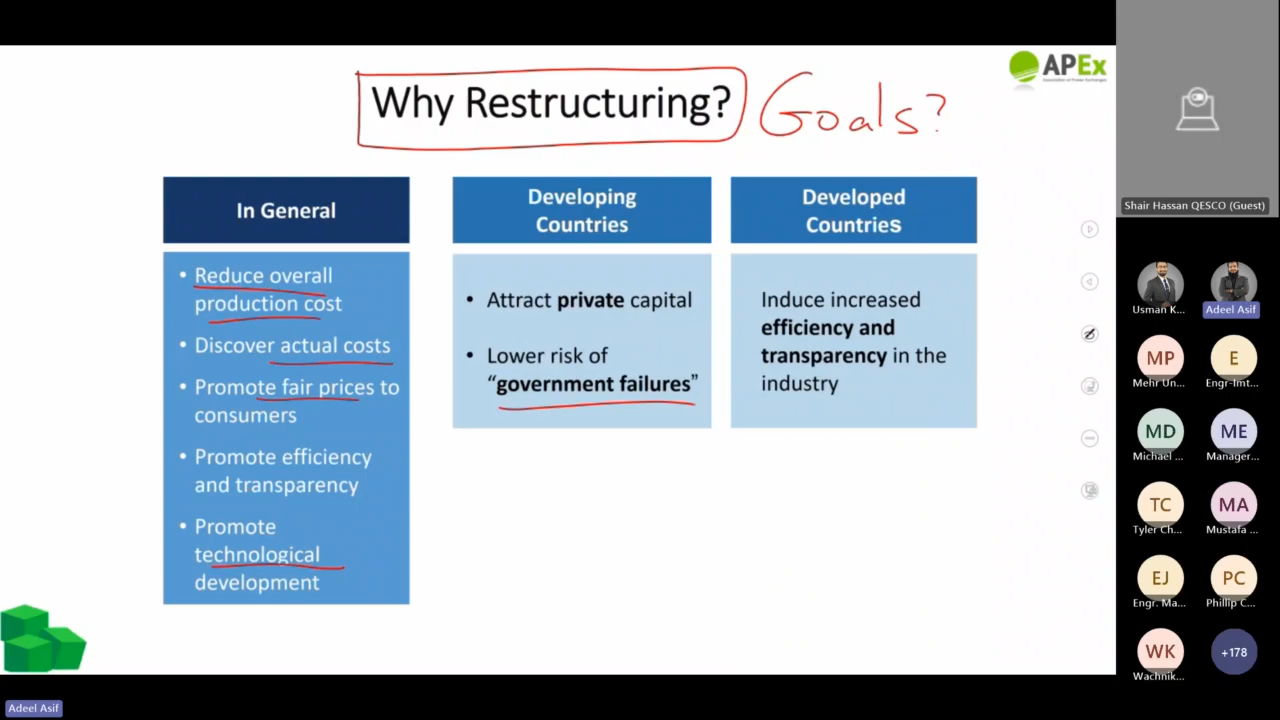 APEx
Association of Power Exchanges
Why Restructuring?
Goals?
In General
• Reduce overall
production cost
• Discover actual costs
• Promote fair prices to
consumers
• Promote efficiency
and transparency
• Promote
technological
development
Developing
Countries
• Attract private capital
• Lower risk of
“government failures”
Developed
Countries
Induce increased
efficiency and
transparency in the
industry
Shair Hassan QESCO (Guest)
Usman K...
Adeel Asif
MP
Mehr Un...
E
Engr-Imt...
MD
Michael ...
ME
Manager...
TC
Tyler Ch...
MA
Mustafa ...
EJ
Engr. Ma...
PC
Phillip C...
WK
Wachnik...
+178
Adeel Asif